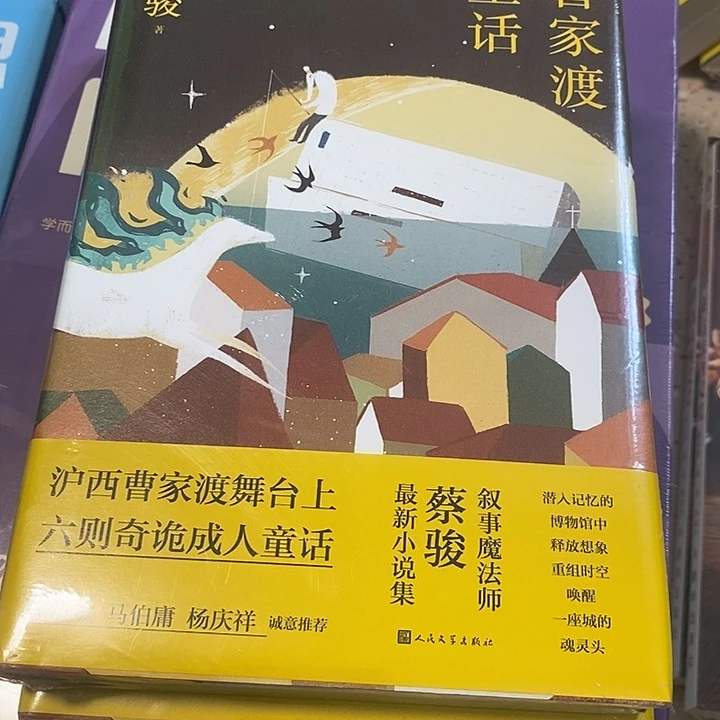 曹家渡
童话
骏 著
学而
沪西曹家渡舞台上
六则奇诡成人童话
马伯庸 杨庆祥 诚意推荐
叙事魔法师
蔡骏
最新小说集
人民文学出版社
潜入记忆的
博物馆中
释放想象
重组时空
唤醒
一座城的
魂灵头